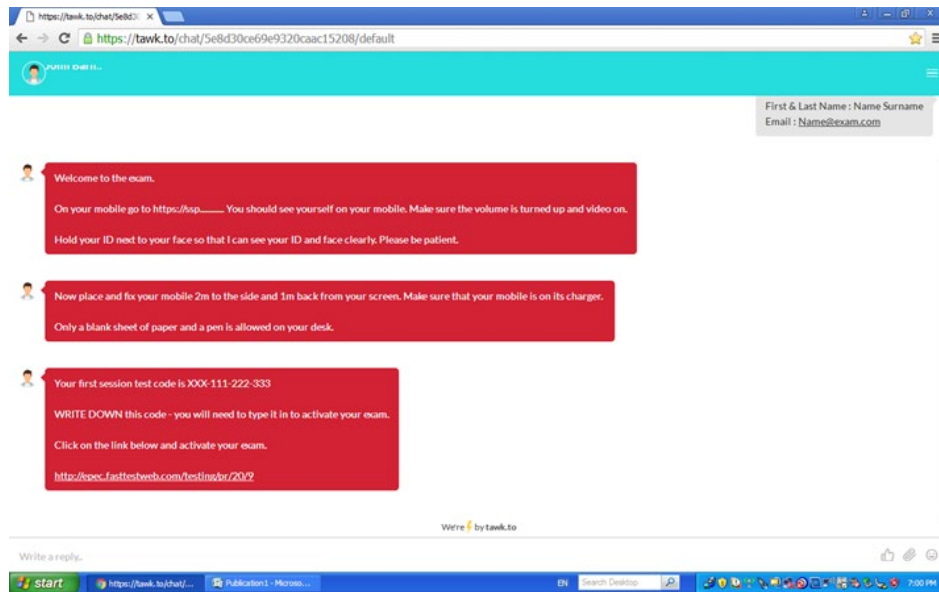 https://tawk.to/chat/5e8d3
https://tawk.to/chat/5e8d30ce69e9320caac15208/default
First & Last Name : Name Surname
Email : Name@exam.com
Welcome to the exam.
On your mobile go to https://ssp.......... You should see yourself on your mobile. Make sure the volume is turned up and video on.
Hold your ID next to your face so that I can see your ID and face clearly. Please be patient.
Now place and fix your mobile 2m to the side and 1m back from your screen. Make sure that your mobile is on its charger.
Only a blank sheet of paper and a pen is allowed on your desk.
Your first session test code is XXX-111-222-333
WRITE DOWN this code - you will need to type it in to activate your exam.
Click on the link below and activate your exam.
http://epec.fasttestweb.com/testing/pr/20/9
We're by tawk.to
Write a reply..
start https://tawk.to/chat/... Publication1 - Microso... EN Search Desktop 7:00 PM